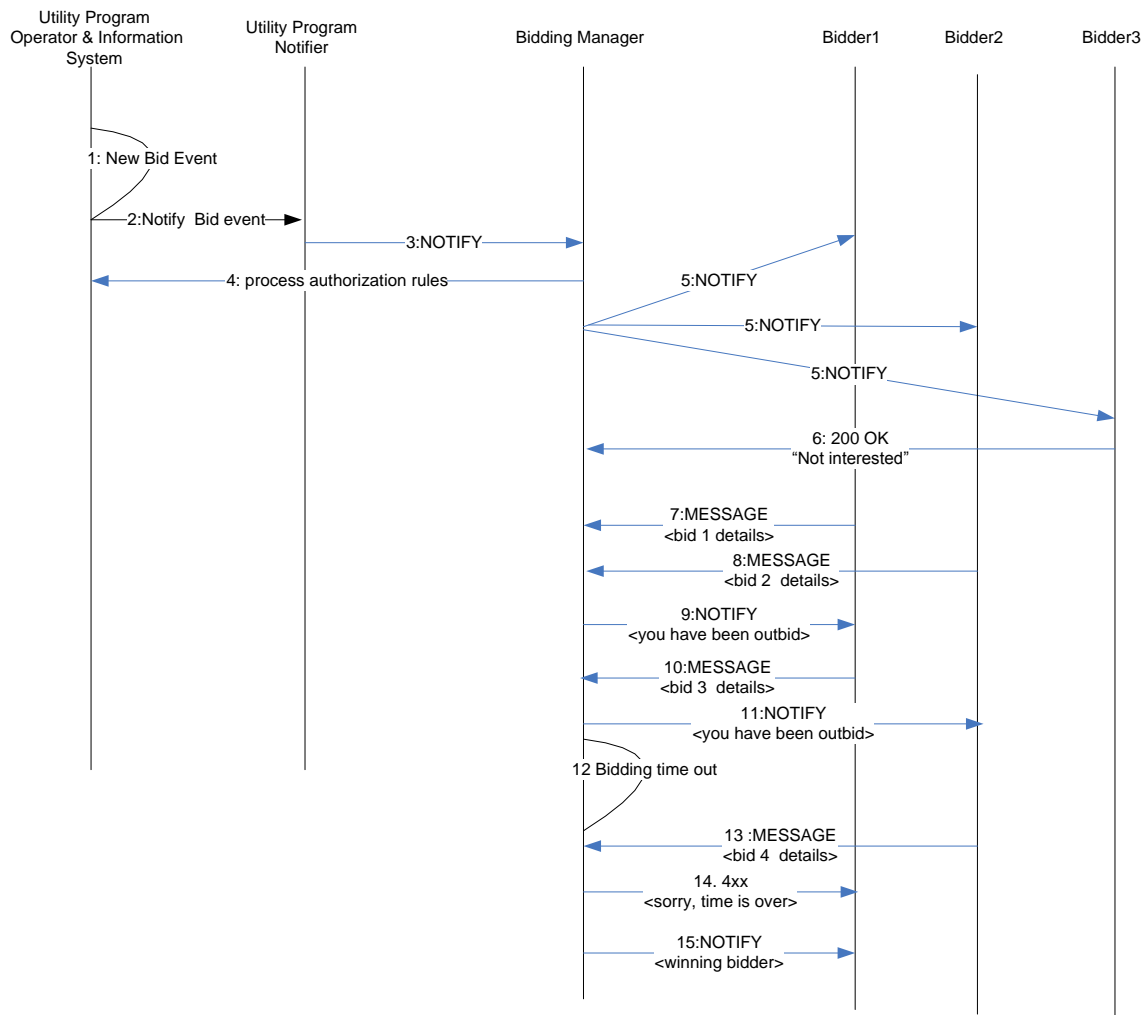 Utility Program
Operator & Information
System
Utility Program
Notifier
Bidding Manager
Bidder1
Bidder2
Bidder3
1: New Bid Event
2:Notify  Bid event
3:NOTIFY
4: process authorization rules
5:NOTIFY
5:NOTIFY
5:NOTIFY
6: 200 OK
“Not interested”
7:MESSAGE
<bid 1 details>
8:MESSAGE
<bid 2  details>
9:NOTIFY
<you have been outbid>
10:MESSAGE
<bid 3  details>
11:NOTIFY
<you have been outbid>
12 Bidding time out
13 :MESSAGE
<bid 4  details>
14. 4xx
<sorry, time is over>
15:NOTIFY
<winning bidder>